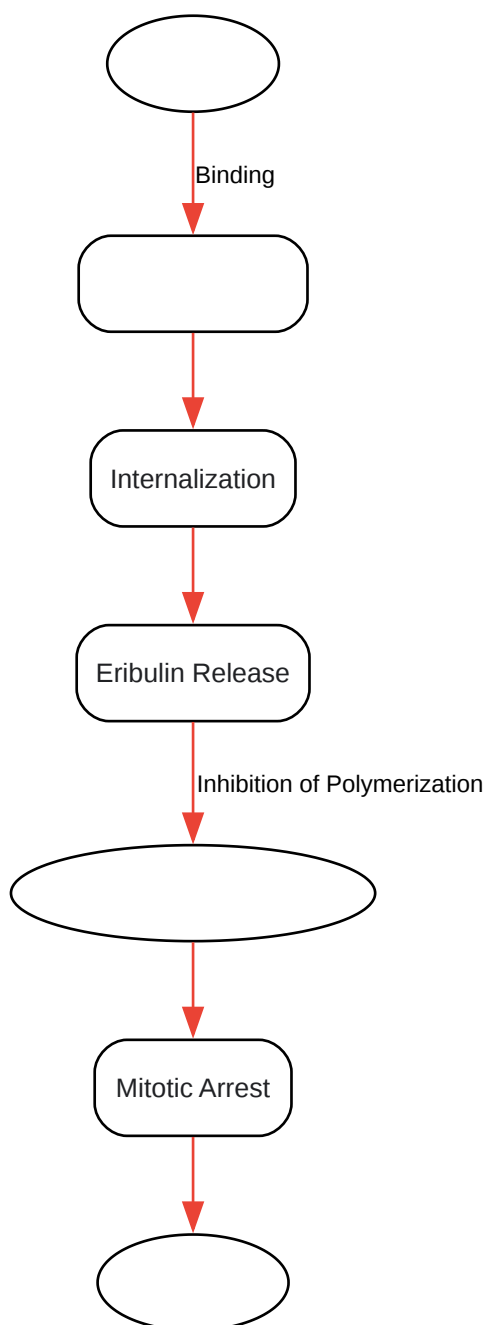 Binding
Internalization
Eribulin Release
Inhibition of Polymerization
Mitotic Arrest